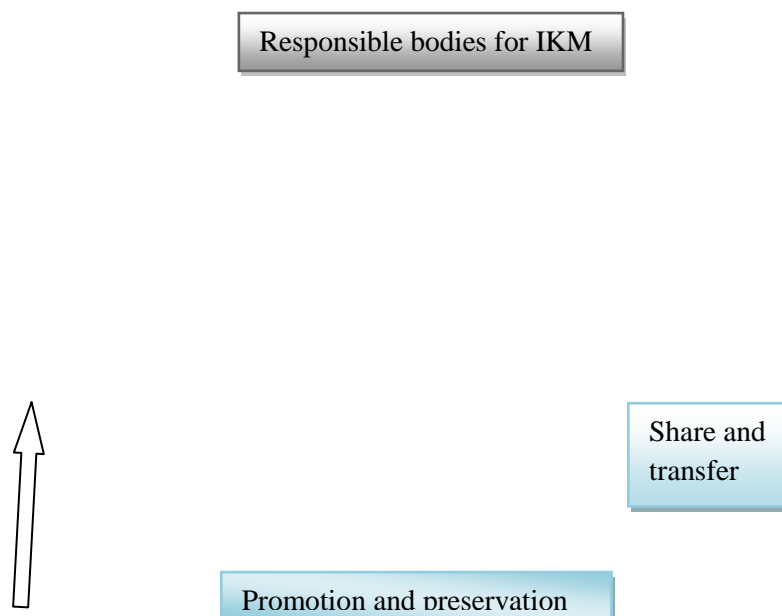 Responsible bodies for IKM
Share and
transfer
Promotion and preservation